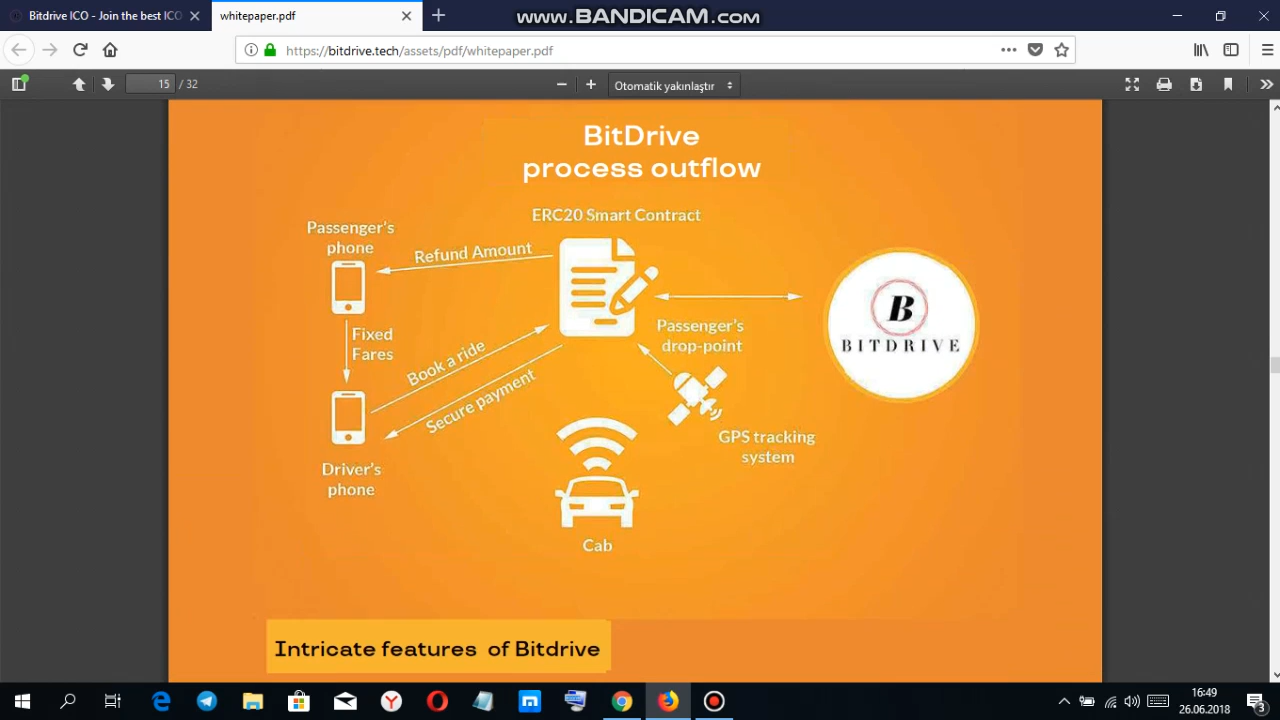 Bitdrive ICO - Join the best ICO
whitepaper.pdf
www.BANDICAM.com
https://bitdrive.tech/assets/pdf/whitepaper.pdf
15 / 32
Otomatik yakınlaştır
BitDrive
process outflow
ERC20 Smart Contract
Passenger's
phone
Refund Amount
Fixed
Fares
Book a ride
Secure payment
Passenger's
drop-point
B
BITDRIVE
GPS tracking
system
Driver's
phone
Cab
Intricate features of Bitdrive
16:49
26.06.2018
3